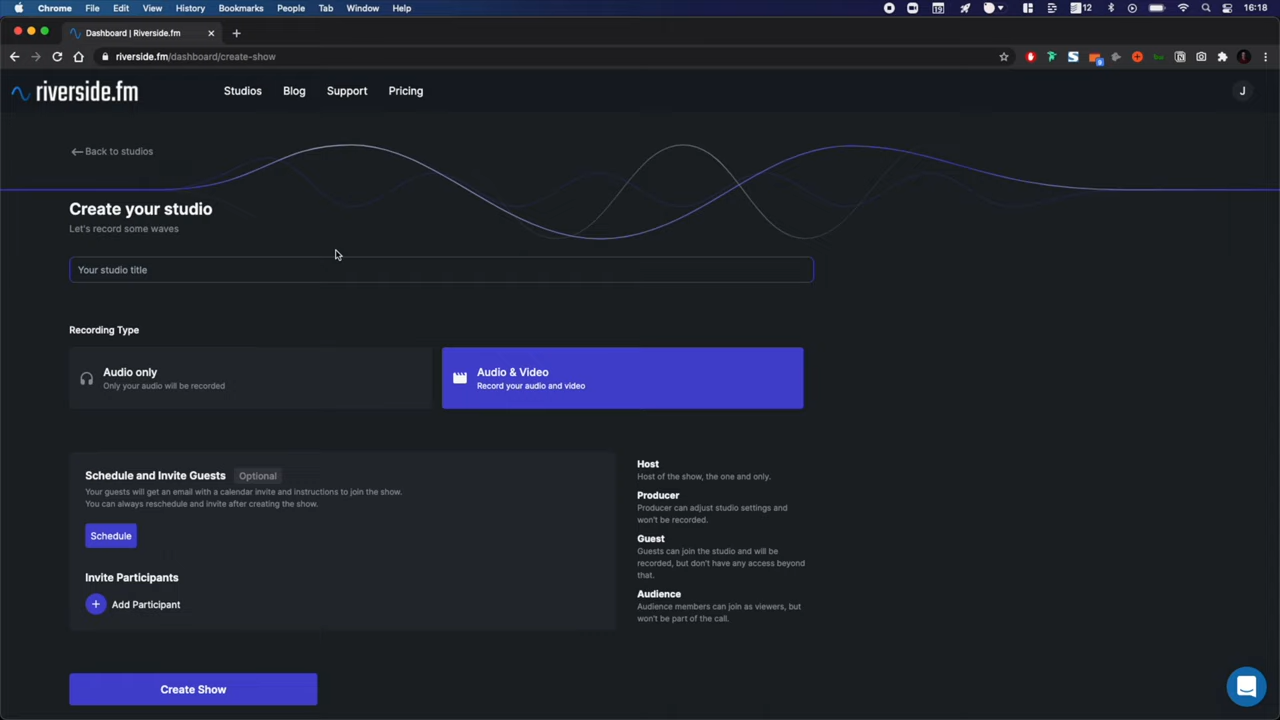 Chrome File Edit View History Bookmarks People Tab Window Help 12 16:18
Dashboard | Riverside.fm
riverside.fm/dashboard/create-show
riverside.fm Studios Blog Support Pricing J
Back to studios
Create your studio
Let's record some waves
Your studio title
Recording Type
Audio only
Only your audio will be recorded
Audio & Video
Record your audio and video
Schedule and Invite Guests Optional
Your guests will get an email with a calendar invite and instructions to join the show.
You can always reschedule and invite after creating the show.
Schedule
Invite Participants
+ Add Participant
Host
Host of the show, the one and only.
Producer
Producer can adjust studio settings and
won't be recorded.
Guest
Guests can join the studio and will be
recorded, but don't have any access beyond
that.
Audience
Audience members can join as viewers, but
won't be part of the call.
Create Show